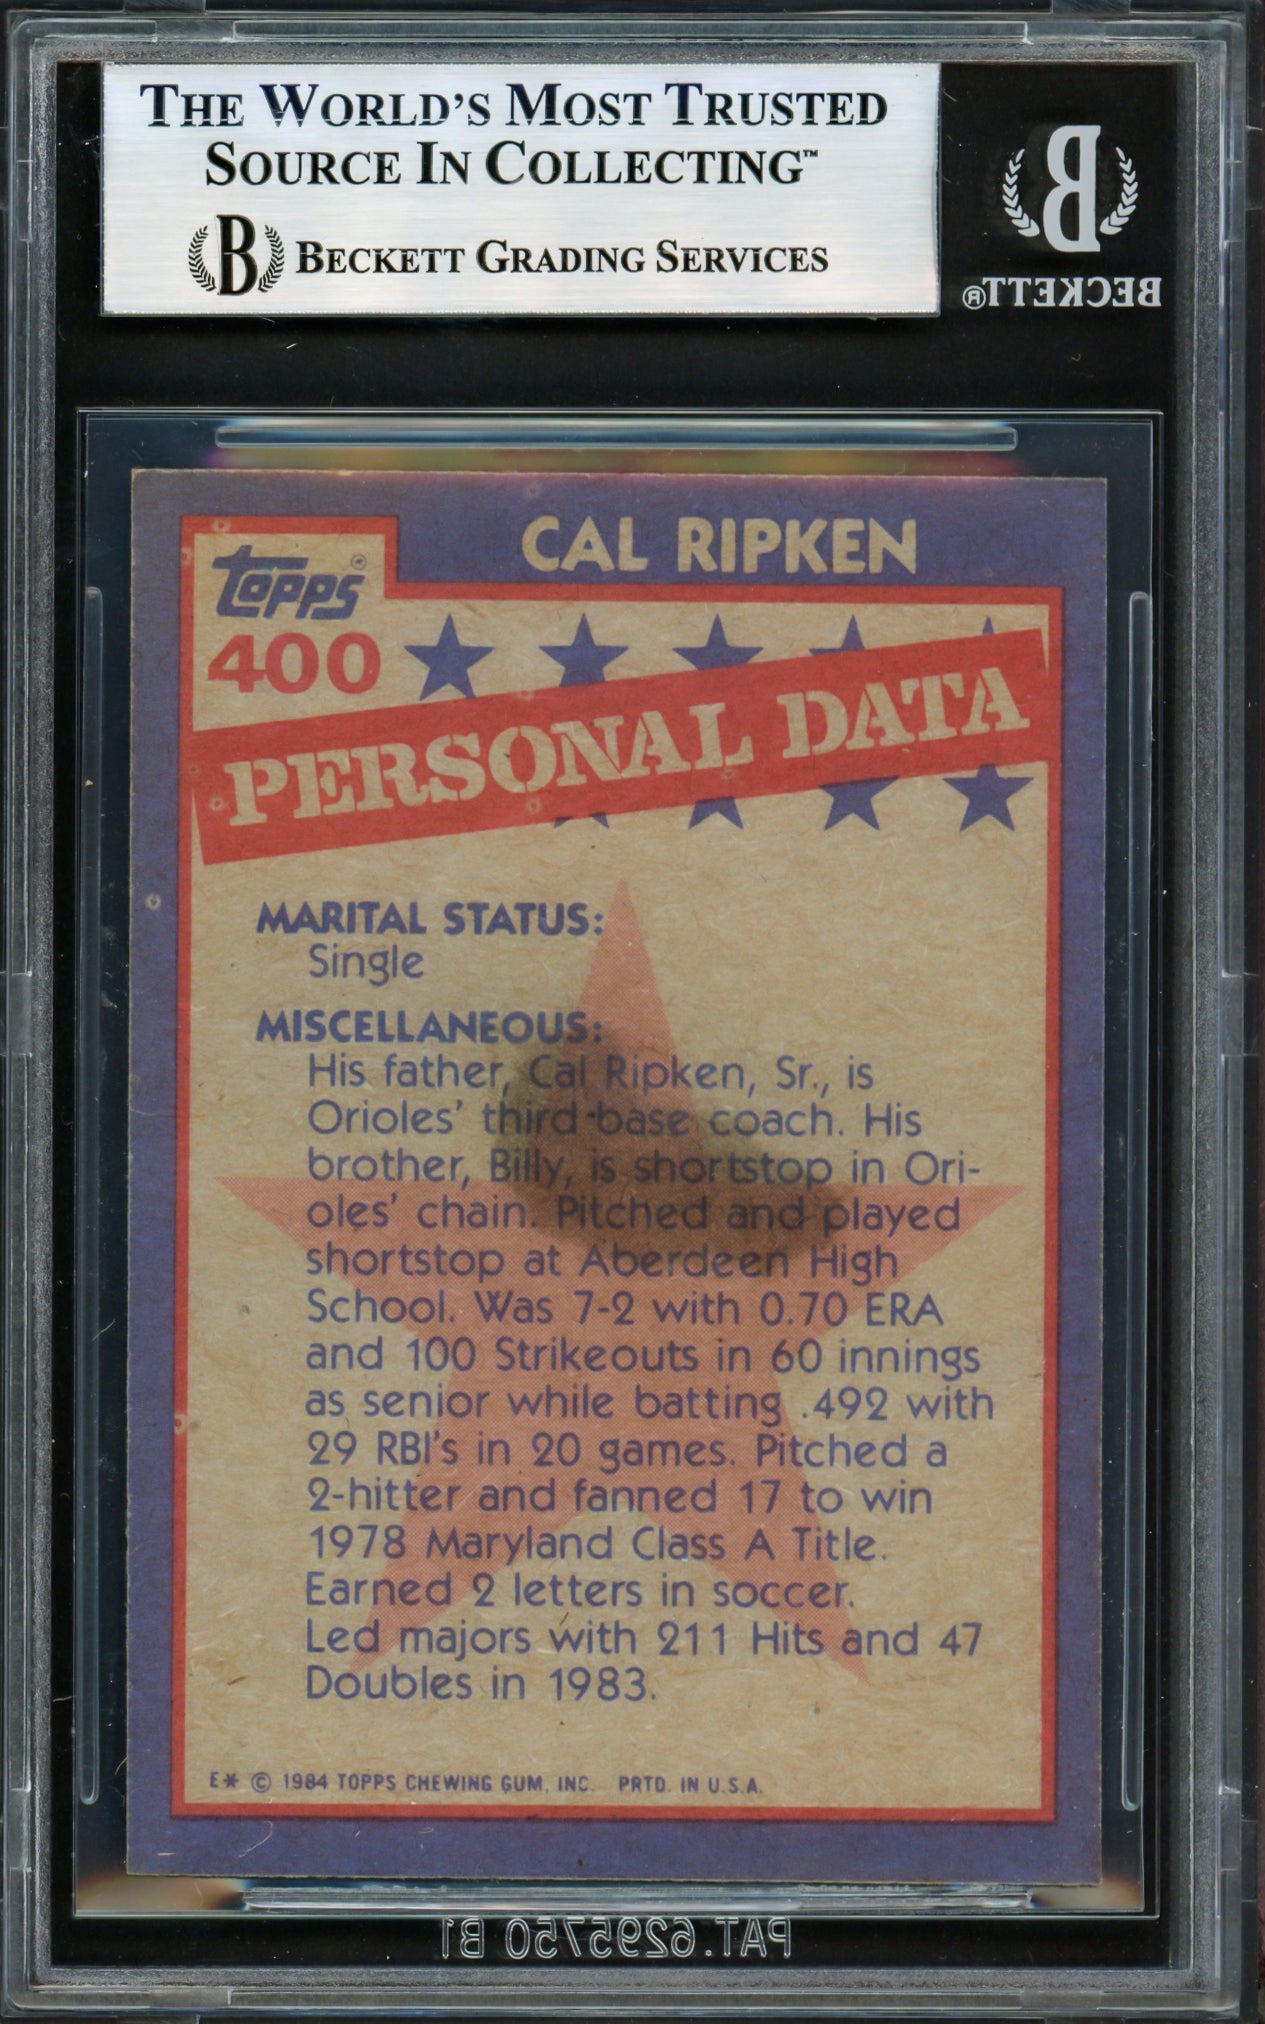 THE WORLD'S MOST TRUSTED
SOURCE IN COLLECTING™
B BECKETT GRADING SERVICES
B
BECKETT®
CAL RIPKEN
TOPPS®
400
PERSONAL DATA
MARITAL STATUS:
Single
MISCELLANEOUS:
His father, Cal Ripken, Sr., is
Orioles' third base coach. His
brother, Billy, is shortstop in Ori-
oles' chain. Pitched and played
shortstop at Aberdeen High
School. Was 7-2 with 0.70 ERA
and 100 Strikeouts in 60 innings
as senior while batting .492 with
29 RBI's in 20 games. Pitched a
2-hitter and fanned 17 to win
1978 Maryland Class A Title.
Earned 2 letters in soccer.
Led majors with 211 Hits and 47
Doubles in 1983.
E* © 1984 TOPPS CHEWING GUM, INC. PRTD. IN U.S.A.
PAT.6295750 B1